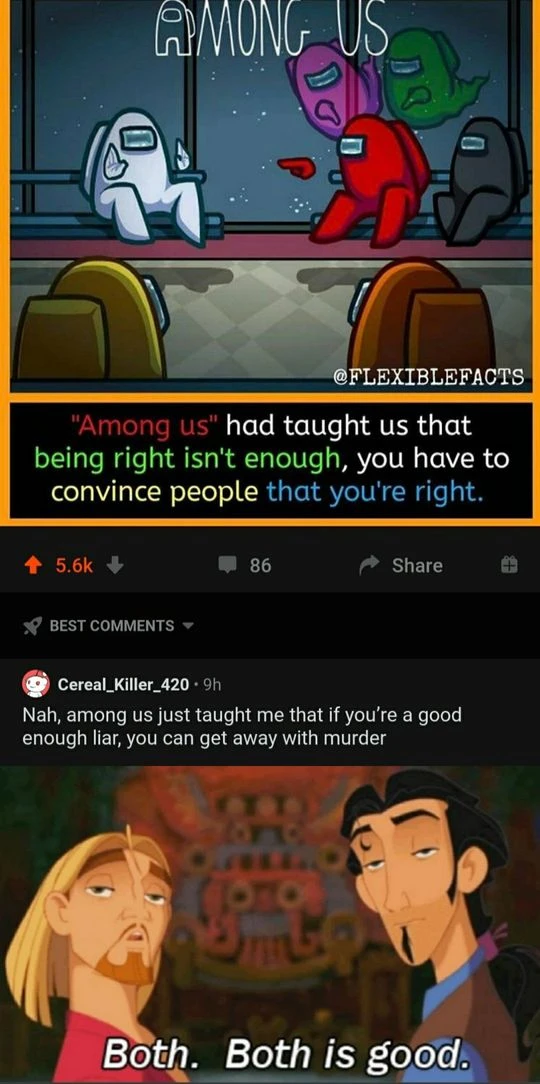 AMONG US
@FLEXIBLEFACTS
"Among us" had taught us that
being right isn't enough, you have to
convince people that you're right.
5.6k 86 Share
BEST COMMENTS
Cereal_Killer_420 • 9h
Nah, among us just taught me that if you're a good
enough liar, you can get away with murder
Both. Both is good.